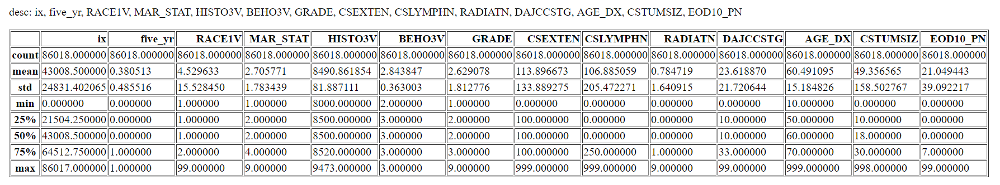 desc: ix, five_yr, RACE1V, MAR_STAT, HISTO3V, BEHO3V, GRADE, CSEXTEN, CSLYMPHN, RADIATN, DAJCCSTG, AGE_DX, CSTUMSIZ, EOD10_PN
ix five_yr RACE1V MAR_STAT HISTO3V BEHO3V GRADE CSEXTEN CSLYMPHN RADIATN DAJCCSTG AGE_DX CSTUMSIZ EOD10_PN
count 86018.000000 86018.000000 86018.000000 86018.000000 86018.000000 86018.000000 86018.000000 86018.000000 86018.000000 86018.000000 86018.000000 86018.000000 86018.000000 86018.000000
mean 43008.500000 0.380513 4.529633 2.705771 8490.861854 2.843847 2.629078 113.896673 106.885059 0.784719 23.618870 60.491095 49.356565 21.049443
std 24831.402065 0.485516 15.528450 1.783439 81.887111 0.363003 1.812776 133.889275 205.472271 1.640915 21.720644 15.184826 158.502767 39.092217
min 0.000000 0.000000 1.000000 1.000000 8000.000000 2.000000 1.000000 0.000000 0.000000 0.000000 0.000000 10.000000 0.000000 0.000000
25% 21504.250000 0.000000 1.000000 2.000000 8500.000000 3.000000 2.000000 100.000000 0.000000 0.000000 10.000000 50.000000 10.000000 0.000000
50% 43008.500000 0.000000 1.000000 2.000000 8500.000000 3.000000 2.000000 100.000000 0.000000 0.000000 10.000000 60.000000 18.000000 0.000000
75% 64512.750000 1.000000 2.000000 4.000000 8520.000000 3.000000 3.000000 100.000000 250.000000 1.000000 33.000000 70.000000 30.000000 7.000000
max 86017.000000 1.000000 99.000000 9.000000 9473.000000 3.000000 9.000000 999.000000 999.000000 9.000000 99.000000 999.000000 998.000000 99.000000